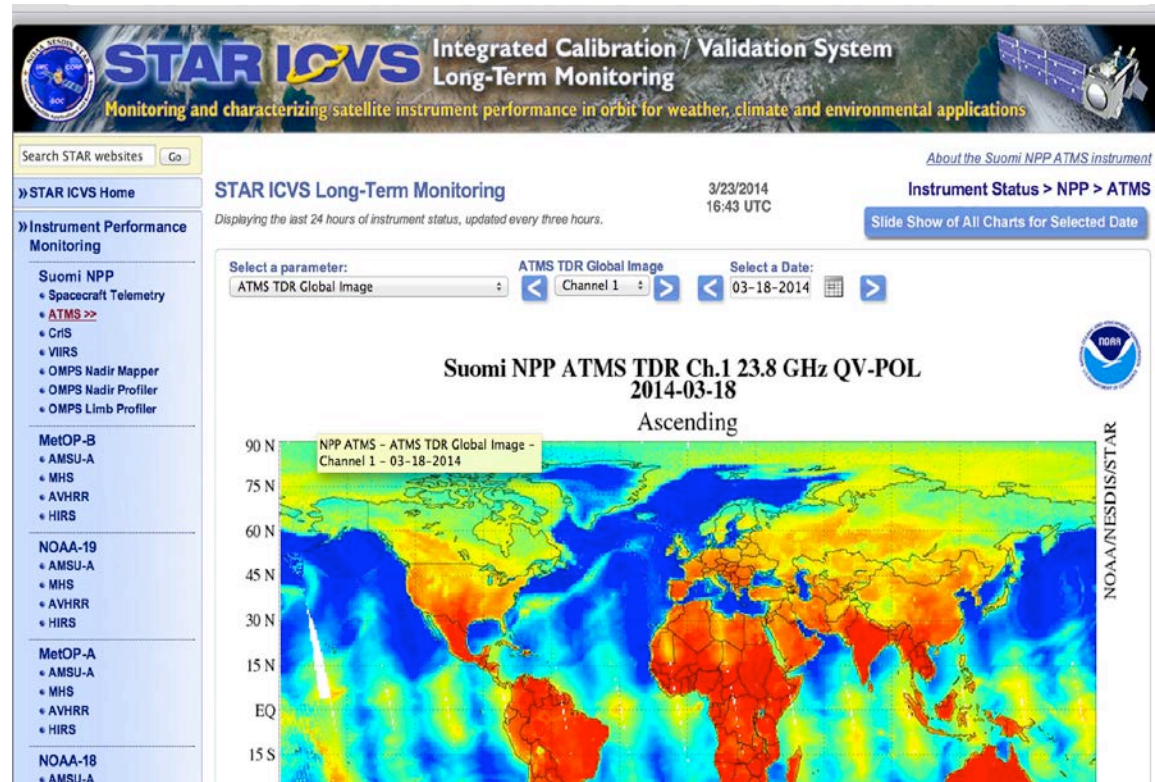 STAR ICVS
Integrated Calibration / Validation System
Long-Term Monitoring
Monitoring and characterizing satellite instrument performance in orbit for weather, climate and environmental applications
Search STAR websites Go
About the Suomi NPP ATMS instrument
»STAR ICVS Home
STAR ICVS Long-Term Monitoring
3/23/2014
16:43 UTC
Instrument Status > NPP > ATMS
Displaying the last 24 hours of instrument status, updated every three hours.
Slide Show of All Charts for Selected Date
»Instrument Performance
Monitoring
Suomi NPP
• Spacecraft Telemetry
• ATMS >>
• CrIS
• VIIRS
• OMPS Nadir Mapper
• OMPS Nadir Profiler
• OMPS Limb Profiler
MetOP-B
• AMSU-A
• MHS
• AVHRR
• HIRS
NOAA-19
• AMSU-A
• MHS
• AVHRR
• HIRS
MetOP-A
• AMSU-A
• MHS
• AVHRR
• HIRS
NOAA-18
• AMSU-A
Select a parameter:
ATMS TDR Global Image
ATMS TDR Global Image
< Channel 1 >
Select a Date:
< 03-18-2014 >
NOAA
Suomi NPP ATMS TDR Ch.1 23.8 GHz QV-POL
2014-03-18
Ascending
NPP ATMS - ATMS TDR Global Image -
Channel 1 - 03-18-2014
90 N
75 N
60 N
45 N
30 N
15 N
EQ
15 S
NOAA/NESDIS/STAR